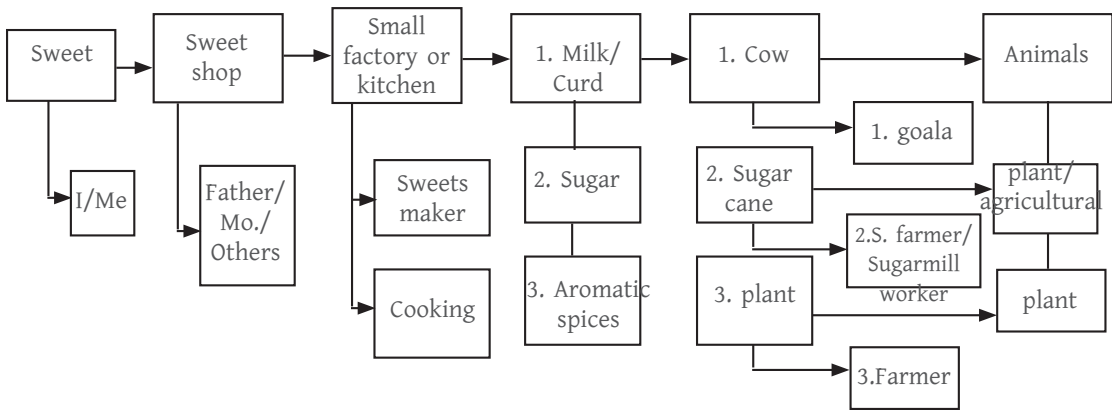 Sweet
Sweet
shop
Small
factory or
kitchen
1. Milk/
Curd
1. Cow
Animals
1. goala
I/Me
Father/
Mo./
Others
Sweets
maker
2. Sugar
2. Sugar
cane
plant/
agricultural
2.S. farmer/
Sugarmill
worker
Cooking
3. Aromatic
spices
3. plant
plant
3.Farmer